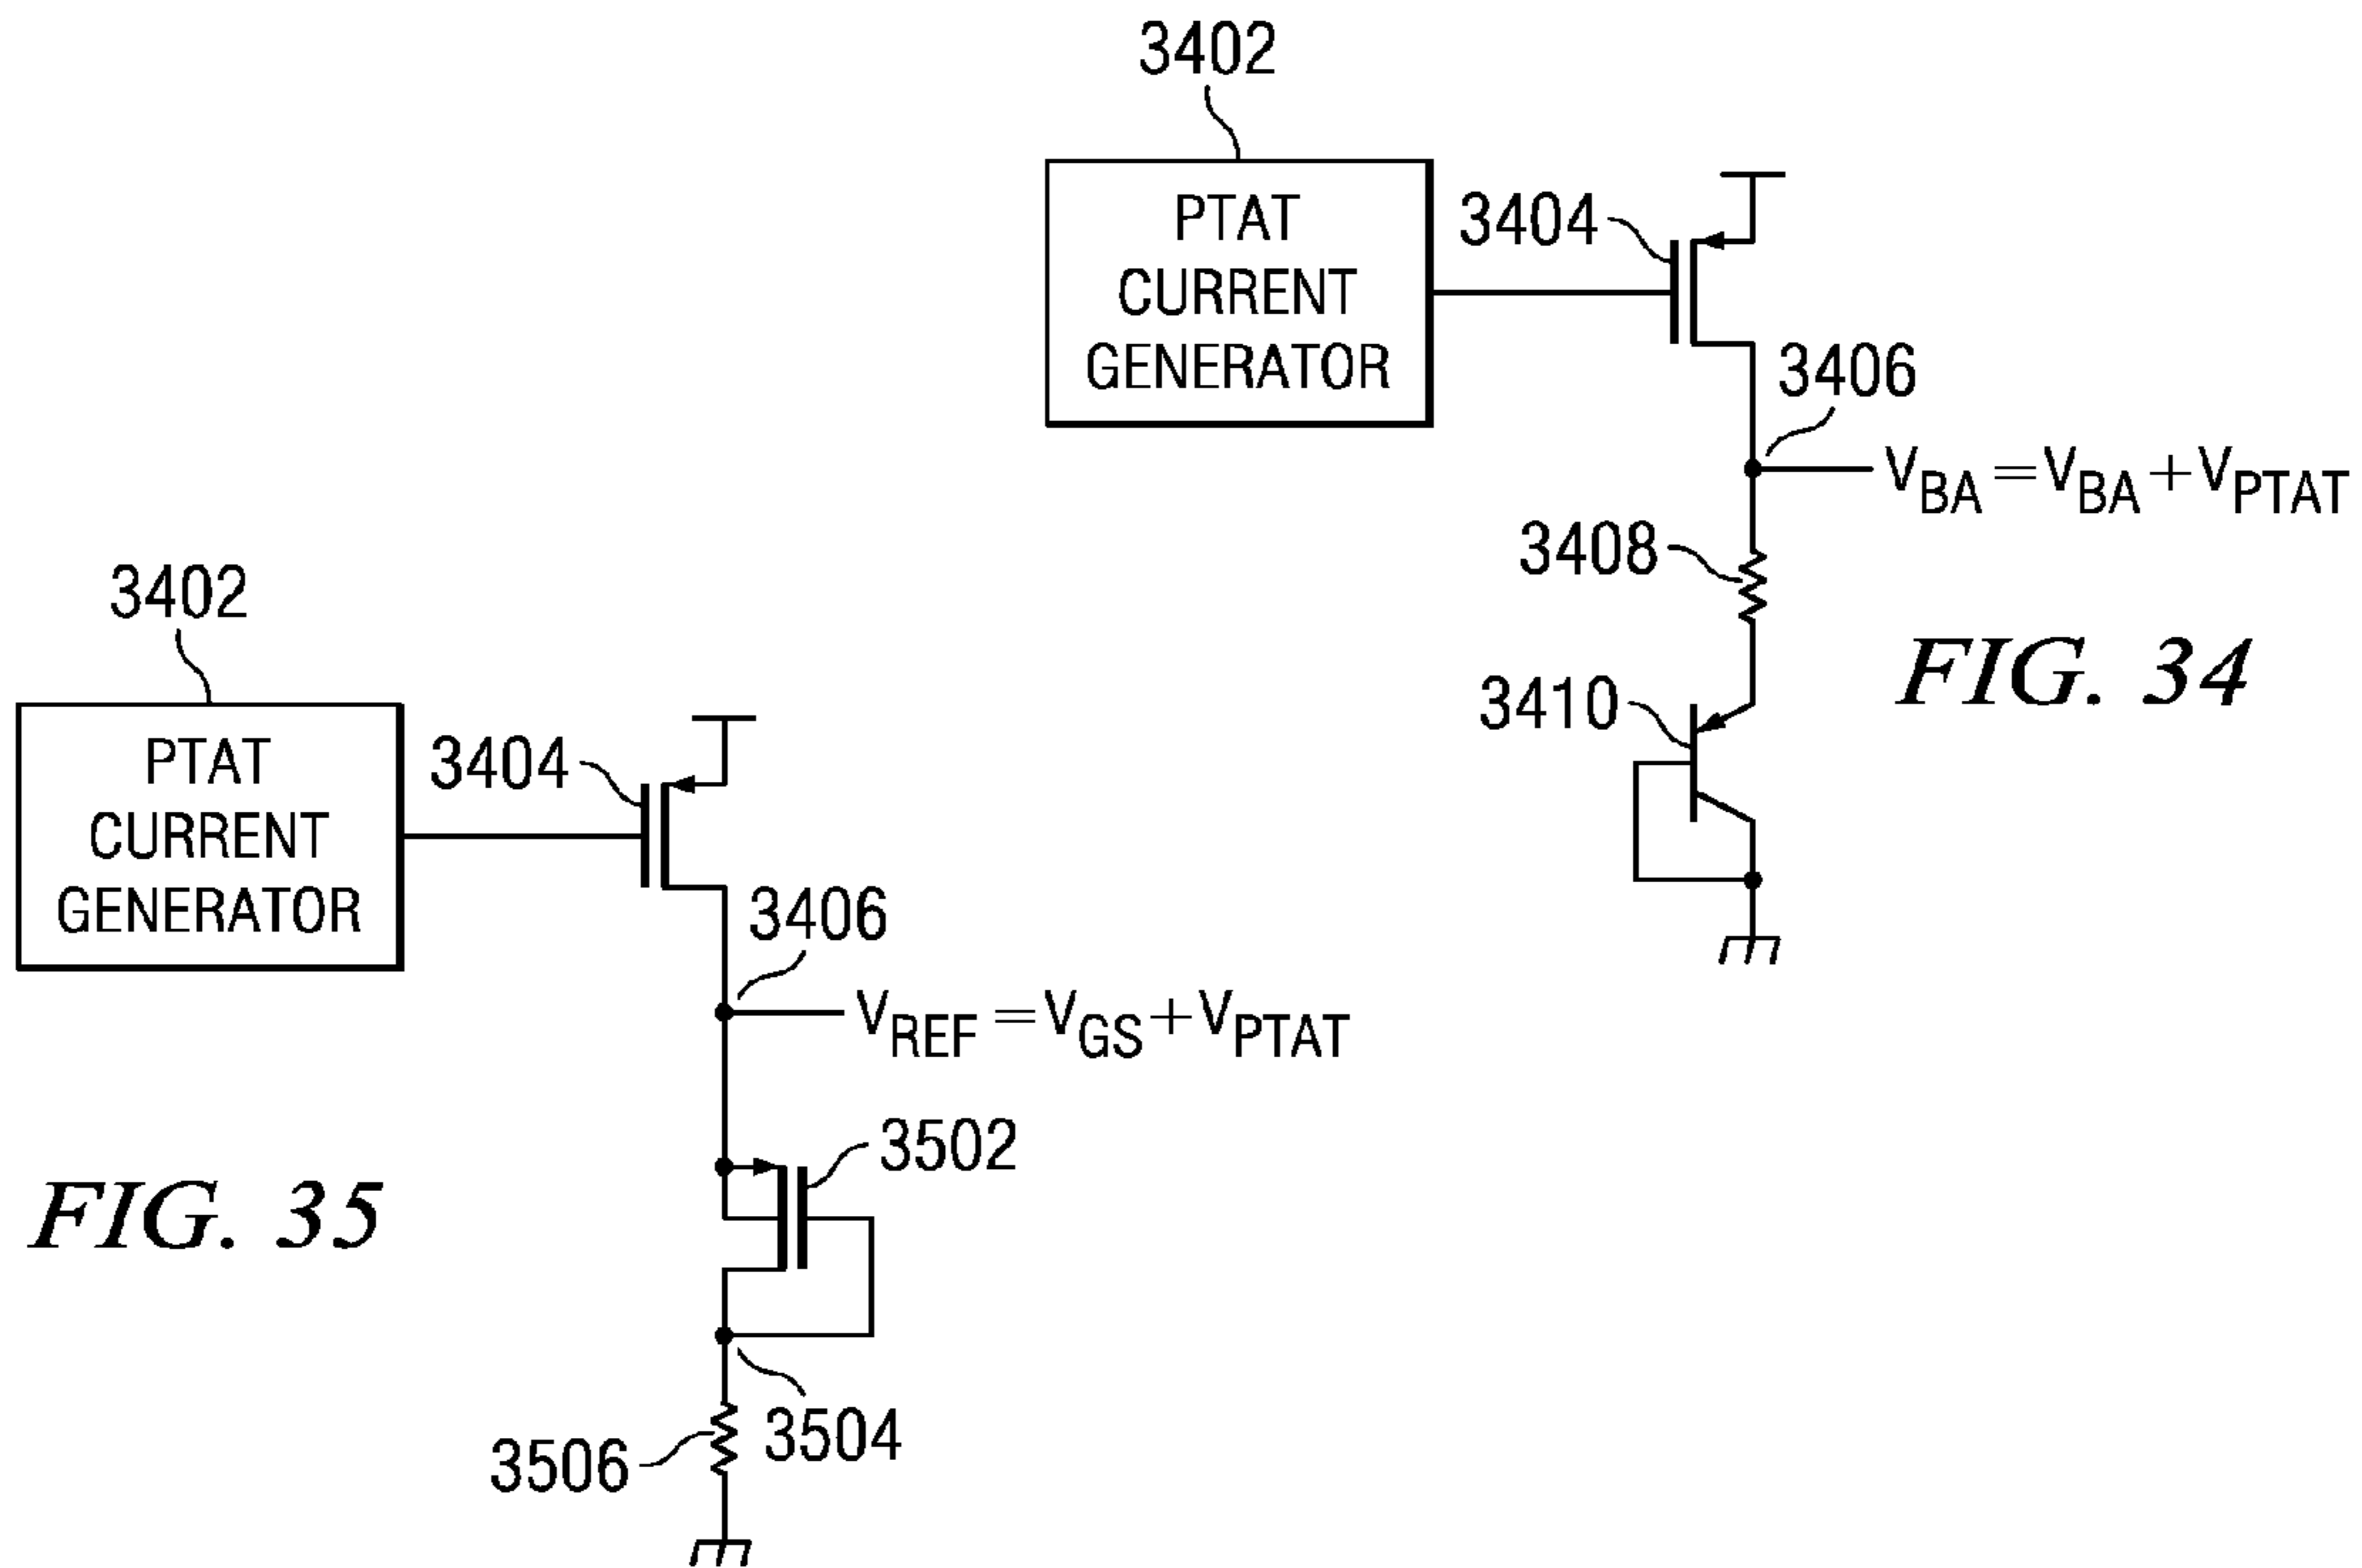 3402
PTAT
CURRENT
GENERATOR
3404
3406
V_BA = V_BA + V_PTAT
3408
3410
FIG. 34
3402
PTAT
CURRENT
GENERATOR
3404
3406
V_REF = V_GS + V_PTAT
3502
3504
3506
FIG. 35